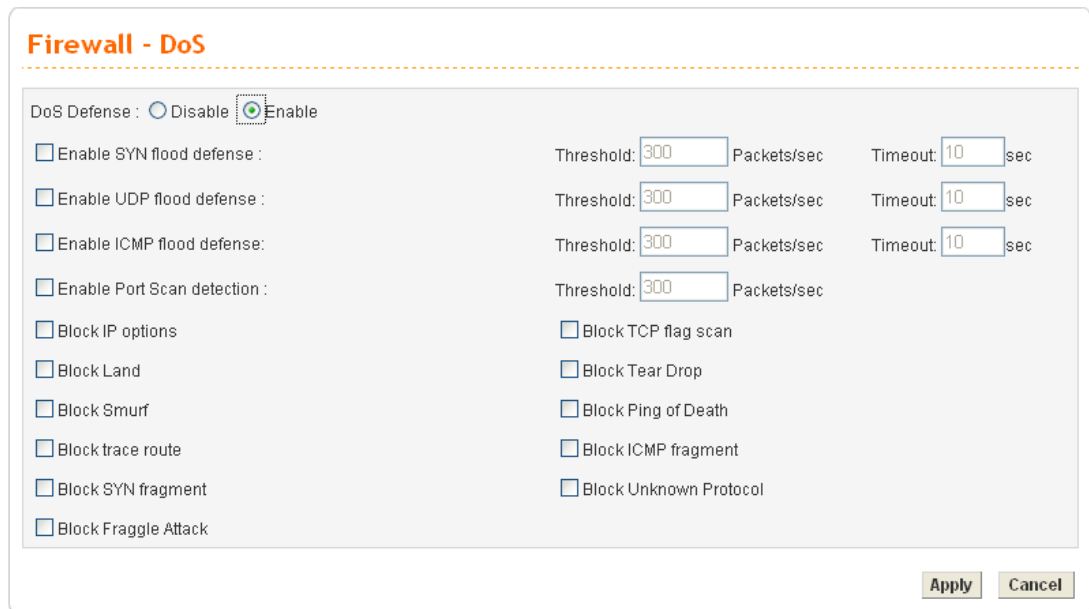 Firewall - DoS
DoS Defense : Disable Enable
Enable SYN flood defense : Threshold: 300 Packets/sec Timeout: 10 sec
Enable UDP flood defense : Threshold: 300 Packets/sec Timeout: 10 sec
Enable ICMP flood defense: Threshold: 300 Packets/sec Timeout: 10 sec
Enable Port Scan detection : Threshold: 300 Packets/sec
Block IP options Block TCP flag scan
Block Land Block Tear Drop
Block Smurf Block Ping of Death
Block trace route Block ICMP fragment
Block SYN fragment Block Unknown Protocol
Block Fraggle Attack
Apply Cancel